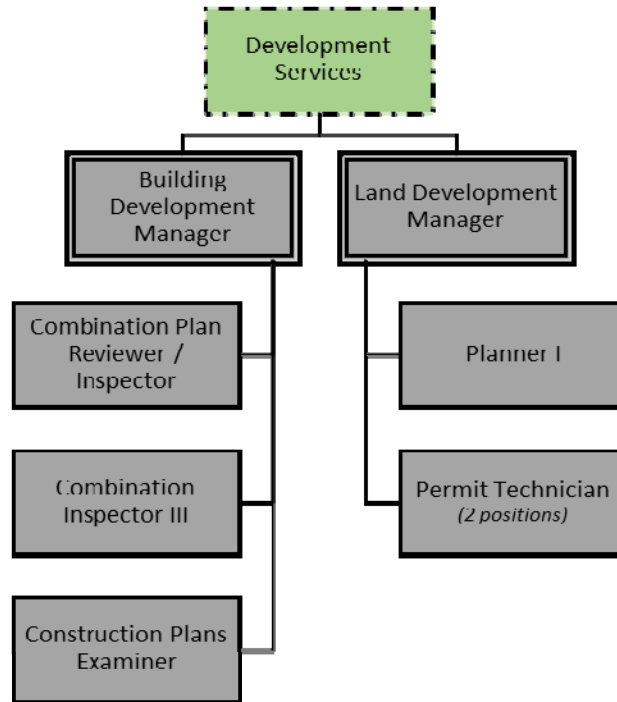 Development
Services
Building
Development
Manager
Land Development
Manager
Combination Plan
Reviewer /
Inspector
Planner I
Combination
Inspector III
Permit Technician
(2 positions)
Construction Plans
Examiner